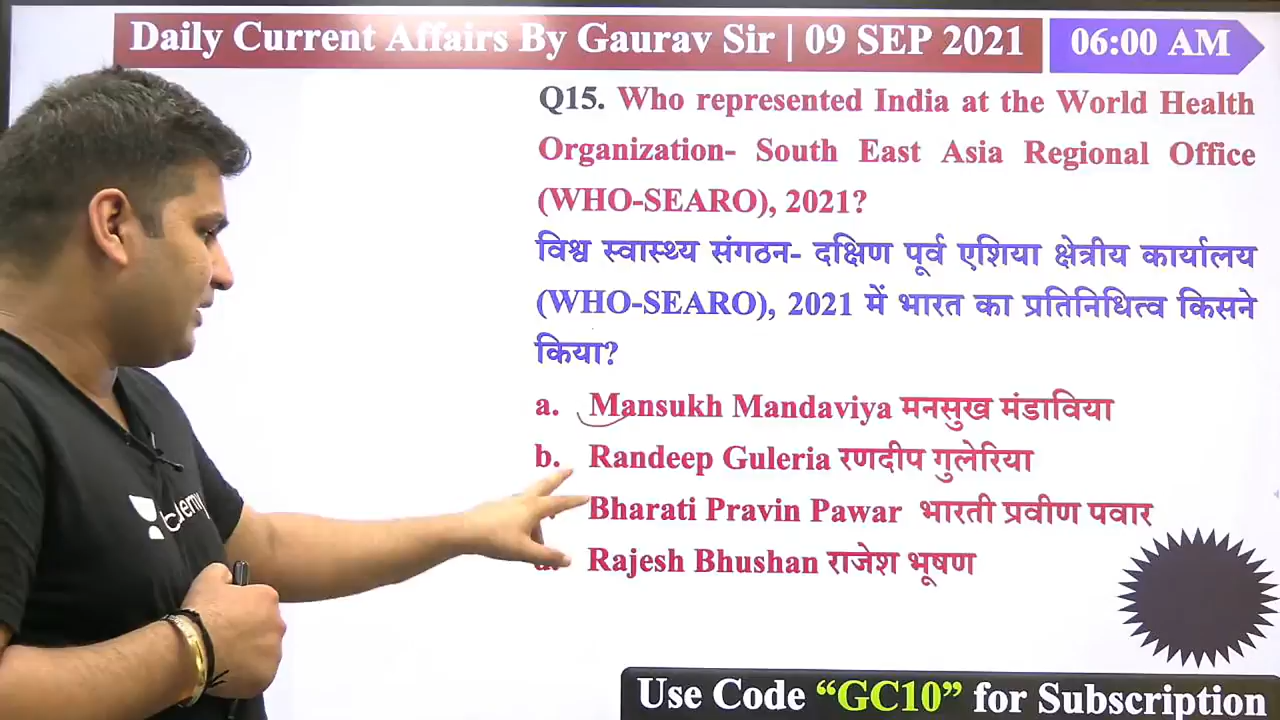 Daily Current Affairs By Gaurav Sir | 09 SEP 2021
06:00 AM
Q15. Who represented India at the World Health
Organization- South East Asia Regional Office
(WHO-SEARO), 2021?
विश्व स्वास्थ्य संगठन- दक्षिण पूर्व एशिया क्षेत्रीय कार्यालय
(WHO-SEARO), 2021 में भारत का प्रतिनिधित्व किसने
किया?
a. Mansukh Mandaviya मनसुख मंडाविया
b. Randeep Guleria रणदीप गुलेरिया
Bharati Pravin Pawar भारती प्रवीण पवार
Rajesh Bhushan राजेश भूषण
Use Code “GC10” for Subscription